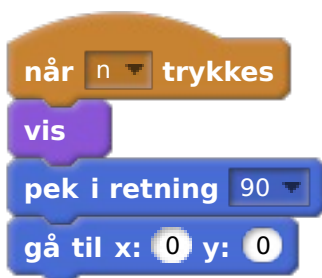 når n trykkes
vis
pek i retning 90
gå til x: 0 y: 0